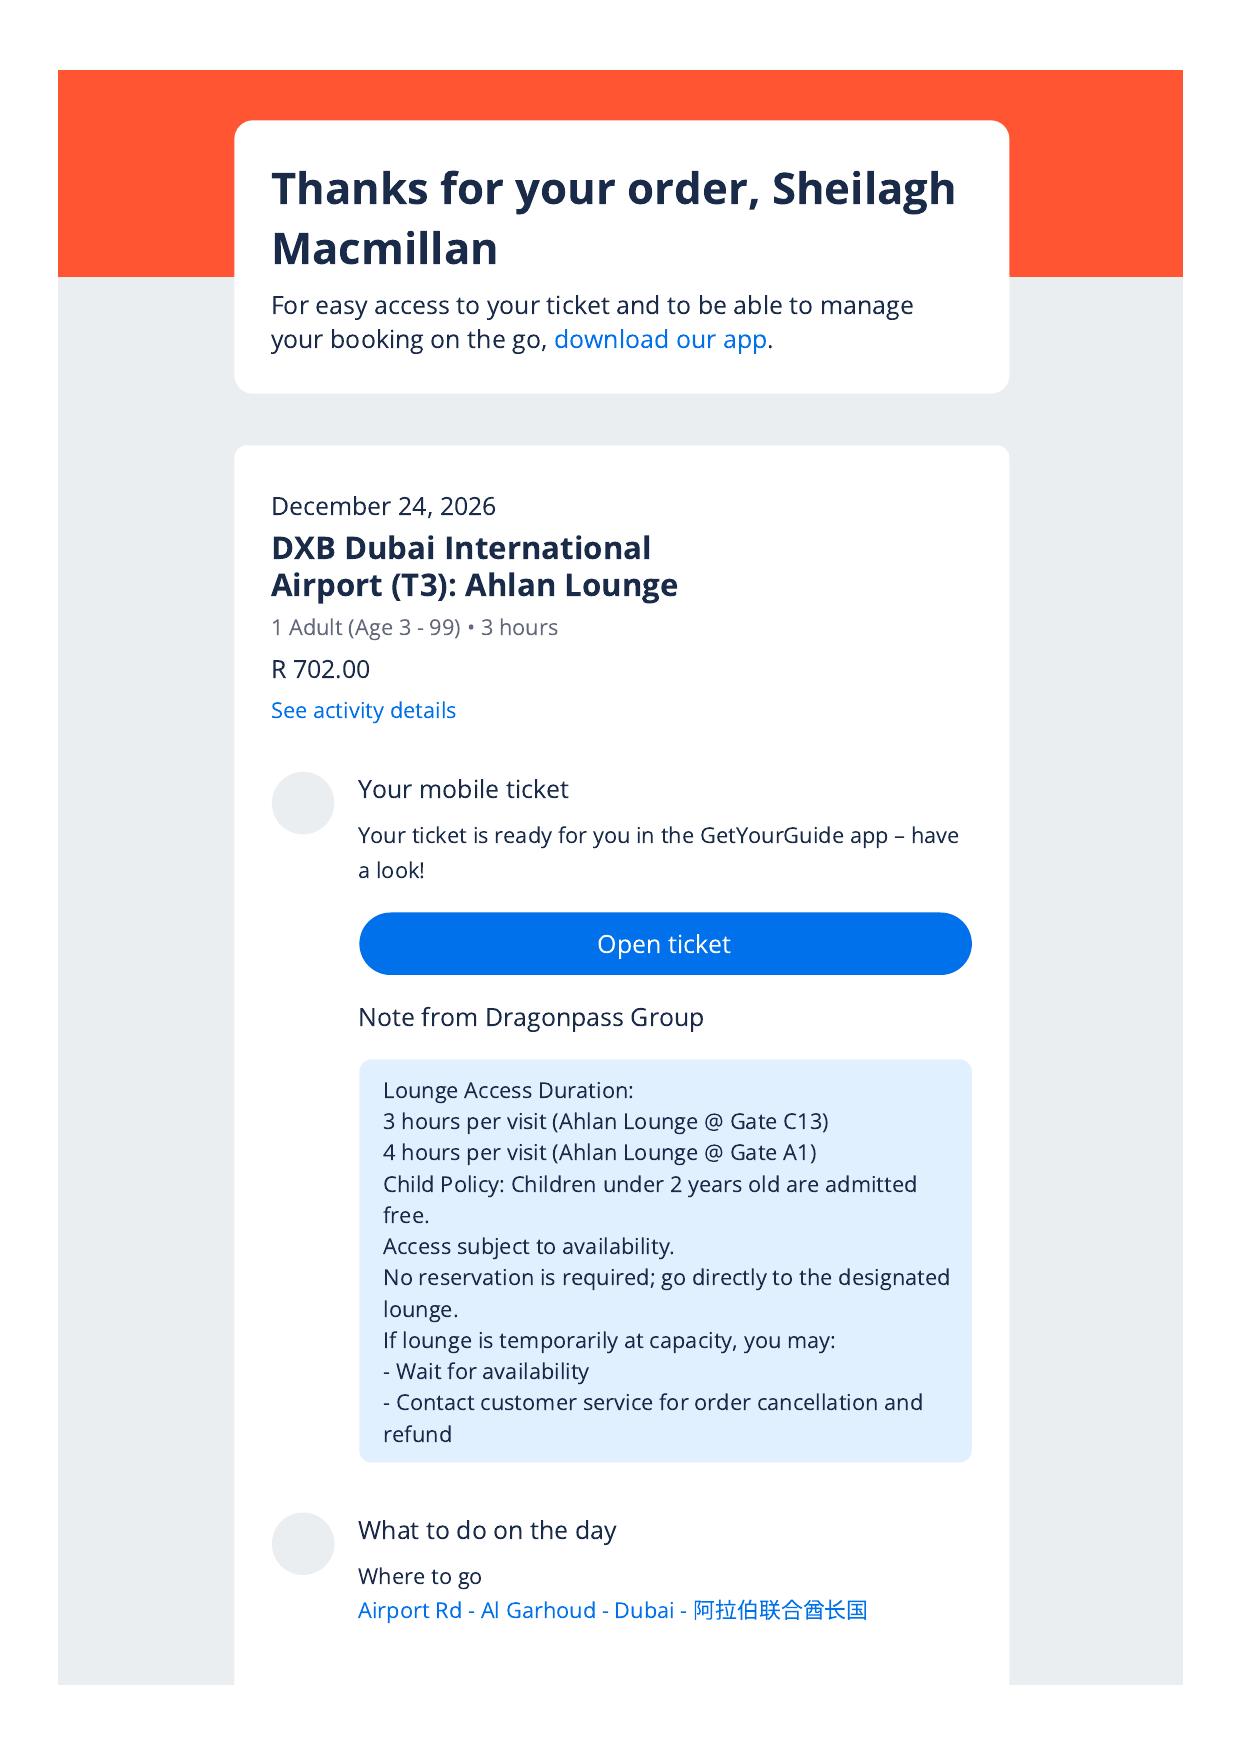 Thanks for your order, Sheilagh
Macmillan
For easy access to your ticket and to be able to manage
your booking on the go, download our app.
December 24, 2026
DXB Dubai International
Airport (T3): Ahlan Lounge
1 Adult (Age 3 - 99) • 3 hours
R 702.00
See activity details
Your mobile ticket
Your ticket is ready for you in the GetYourGuide app – have
a look!
Open ticket
Note from Dragonpass Group
Lounge Access Duration:
3 hours per visit (Ahlan Lounge @ Gate C13)
4 hours per visit (Ahlan Lounge @ Gate A1)
Child Policy: Children under 2 years old are admitted
free.
Access subject to availability.
No reservation is required; go directly to the designated
lounge.
If lounge is temporarily at capacity, you may:
- Wait for availability
- Contact customer service for order cancellation and
refund
What to do on the day
Where to go
Airport Rd - Al Garhoud - Dubai - 阿拉伯联合酋长国